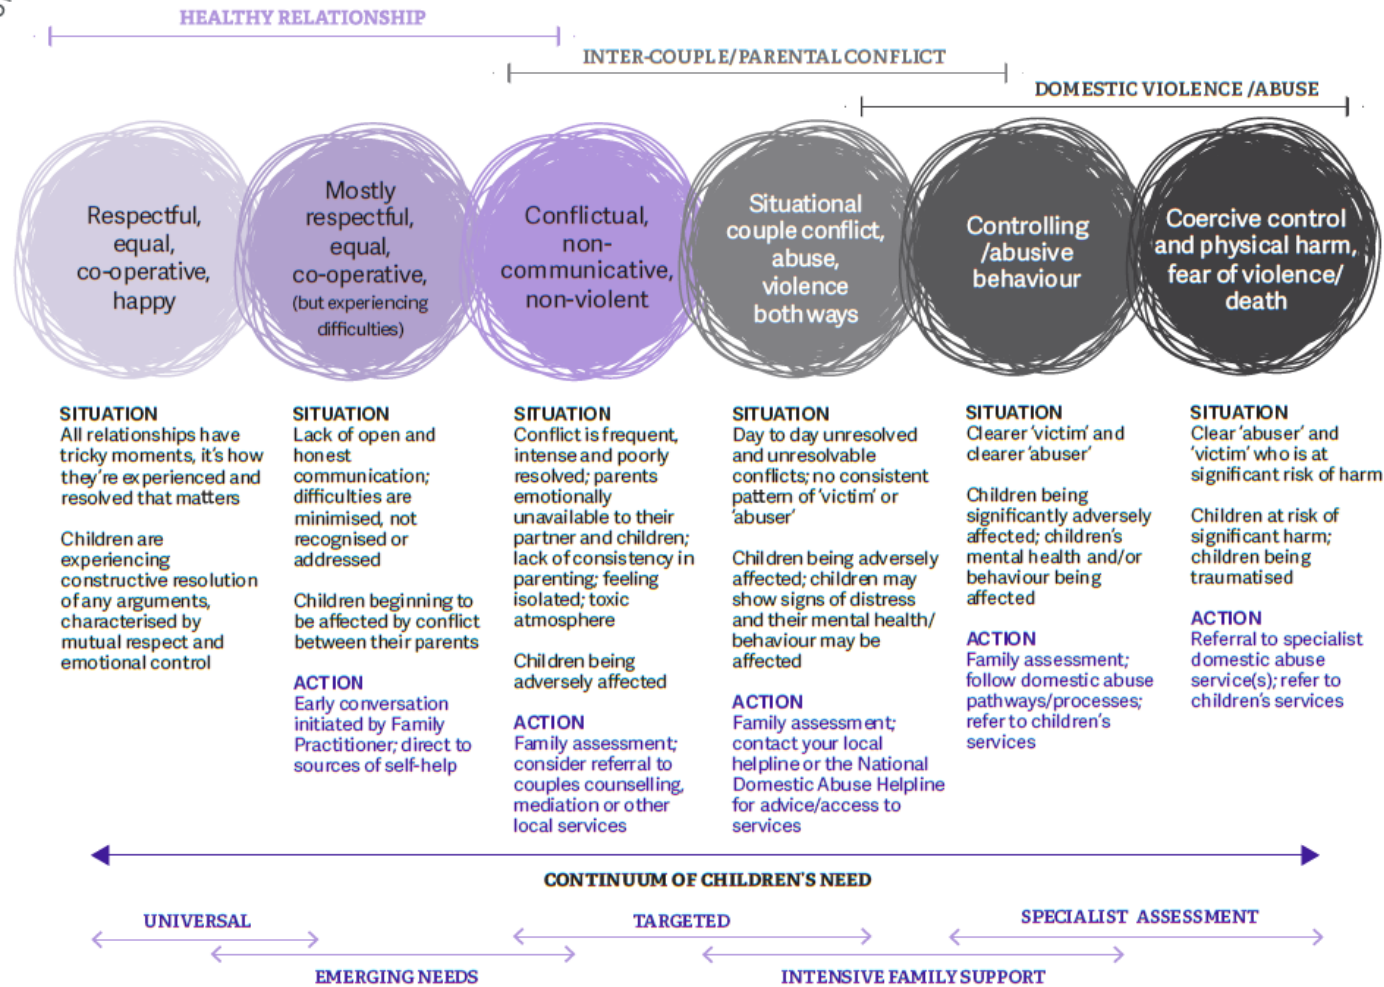 HEALTHY RELATIONSHIP
INTER-COUPLE/PARENTAL CONFLICT
DOMESTIC VIOLENCE /ABUSE
Respectful,
equal,
co-operative,
happy
Mostly
respectful,
equal,
co-operative,
(but experiencing
difficulties)
Conflictual,
non-
communicative,
non-violent
Situational
couple conflict,
abuse,
violence
both ways
Controlling
/abusive
behaviour
Coercive control
and physical harm,
fear of violence/
death
SITUATION
All relationships have
tricky moments, it's how
they're experienced and
resolved that matters
Children are
experiencing
constructive resolution
of any arguments,
characterised by
mutual respect and
emotional control
SITUATION
Lack of open and
honest
communication;
difficulties are
minimised, not
recognised or
addressed
Children beginning to
be affected by conflict
between their parents
ACTION
Early conversation
initiated by Family
Practitioner; direct to
sources of self-help
SITUATION
Conflict is frequent,
intense and poorly
resolved; parents
emotionally
unavailable to their
partner and children;
lack of consistency in
parenting; feeling
isolated; toxic
atmosphere
Children being
adversely affected
ACTION
Family assessment;
consider referral to
couples counselling,
mediation or other
local services
SITUATION
Day to day unresolved
and unresolvable
conflicts; no consistent
pattern of 'victim' or
'abuser'
Children being adversely
affected; children may
show signs of distress
and their mental health/
behaviour may be
affected
ACTION
Family assessment;
contact your local
helpline or the National
Domestic Abuse Helpline
for advice/access to
services
SITUATION
Clearer 'victim' and
clearer 'abuser'
Children being
significantly adversely
affected; children's
mental health and/or
behaviour being
affected
ACTION
Family assessment;
follow domestic abuse
pathways/processes;
refer to children's
services
SITUATION
Clear 'abuser' and
'victim' who is at
significant risk of harm
Children at risk of
significant harm;
children being
traumatised
ACTION
Referral to specialist
domestic abuse
service(s); refer to
children's services
CONTINUUM OF CHILDREN'S NEED
UNIVERSAL
TARGETED
SPECIALIST ASSESSMENT
EMERGING NEEDS
INTENSIVE FAMILY SUPPORT